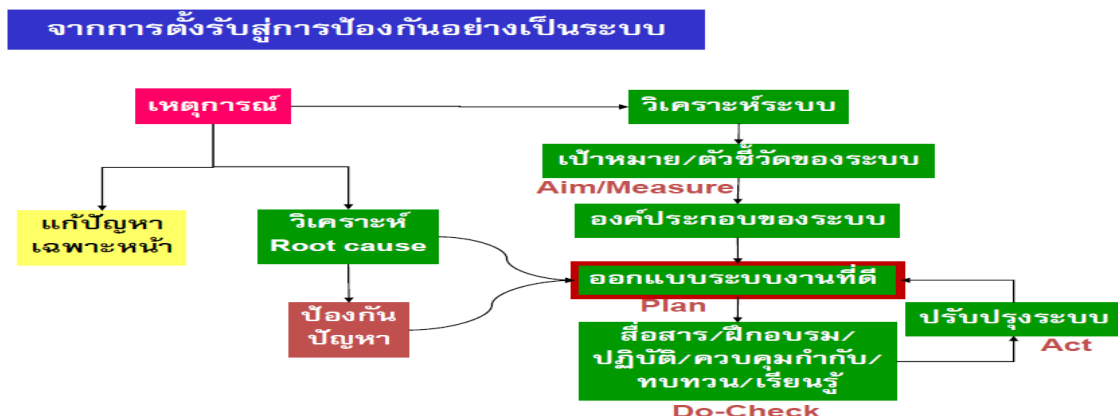 จากการตั้งรับสู่การป้องกันอย่างเป็นระบบ
เหตุการณ์
วิเคราะห์ระบบ
เป้าหมาย/ตัวชี้วัดของระบบ
Aim/Measure
แก้ปัญหา
เฉพาะหน้า
วิเคราะห์
Root cause
องค์ประกอบของระบบ
ออกแบบระบบงานที่ดี
Plan
ป้องกัน
ปัญหา
สื่อสาร/ฝึกอบรม/
ปฏิบัติ/ควบคุมกำกับ/
ทบทวน/เรียนรู้
Do-Check
ปรับปรุงระบบ
Act